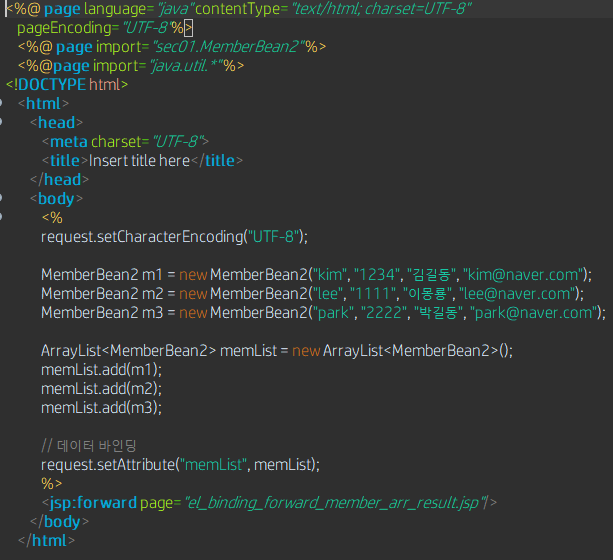 <%@ page language="java" contentType="text/html; charset=UTF-8"
pageEncoding="UTF-8"%>
<%@ page import="sec01.MemberBean2"%>
<%@page import="java.util.*"%>
<!DOCTYPE html>
<html>
<head>
<meta charset="UTF-8">
<title>Insert title here</title>
</head>
<body>
<%
request.setCharacterEncoding("UTF-8");
MemberBean2 m1 = new MemberBean2("kim", "1234", "김길동", "kim@naver.com");
MemberBean2 m2 = new MemberBean2("lee", "1111", "이몽룡", "lee@naver.com");
MemberBean2 m3 = new MemberBean2("park", "2222", "박길동", "park@naver.com");
ArrayList<MemberBean2> memList = new ArrayList<MemberBean2>();
memList.add(m1);
memList.add(m2);
memList.add(m3);
// 데이터 바인딩
request.setAttribute("memList", memList);
%>
<jsp:forward page="el_binding_forward_member_arr_result.jsp"/>
</body>
</html>